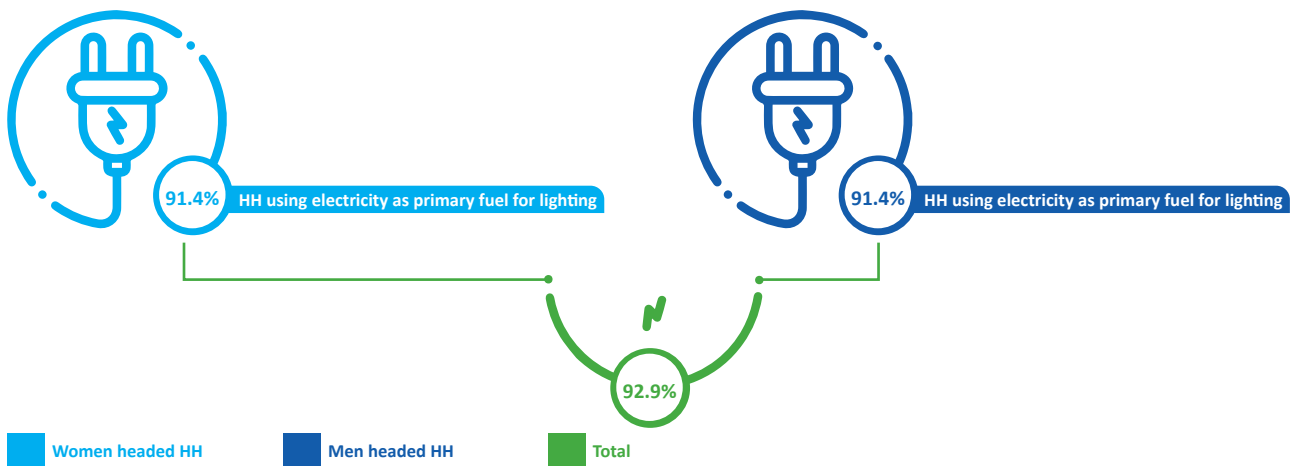 91.4%
HH using electricity as primary fuel for lighting
91.4%
HH using electricity as primary fuel for lighting
92.9%
Women headed HH
Men headed HH
Total